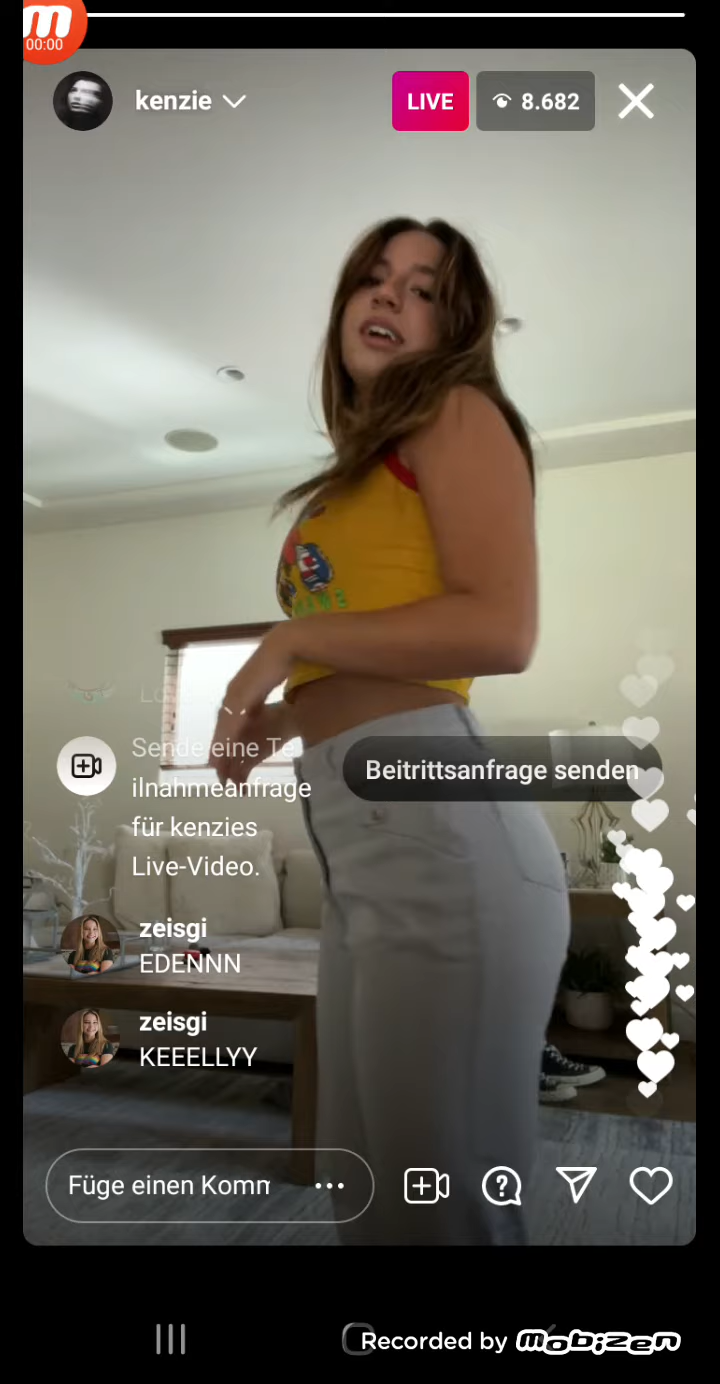 00:00
kenzie
LIVE
8.682
Sende eine Te
ilnahmeanfrage
für kenzies
Live-Video.
Beitrittsanfrage senden
zeisgi
EDENNN
zeisgi
KEEELLYY
Füge einen Komm
Recorded by mobizen